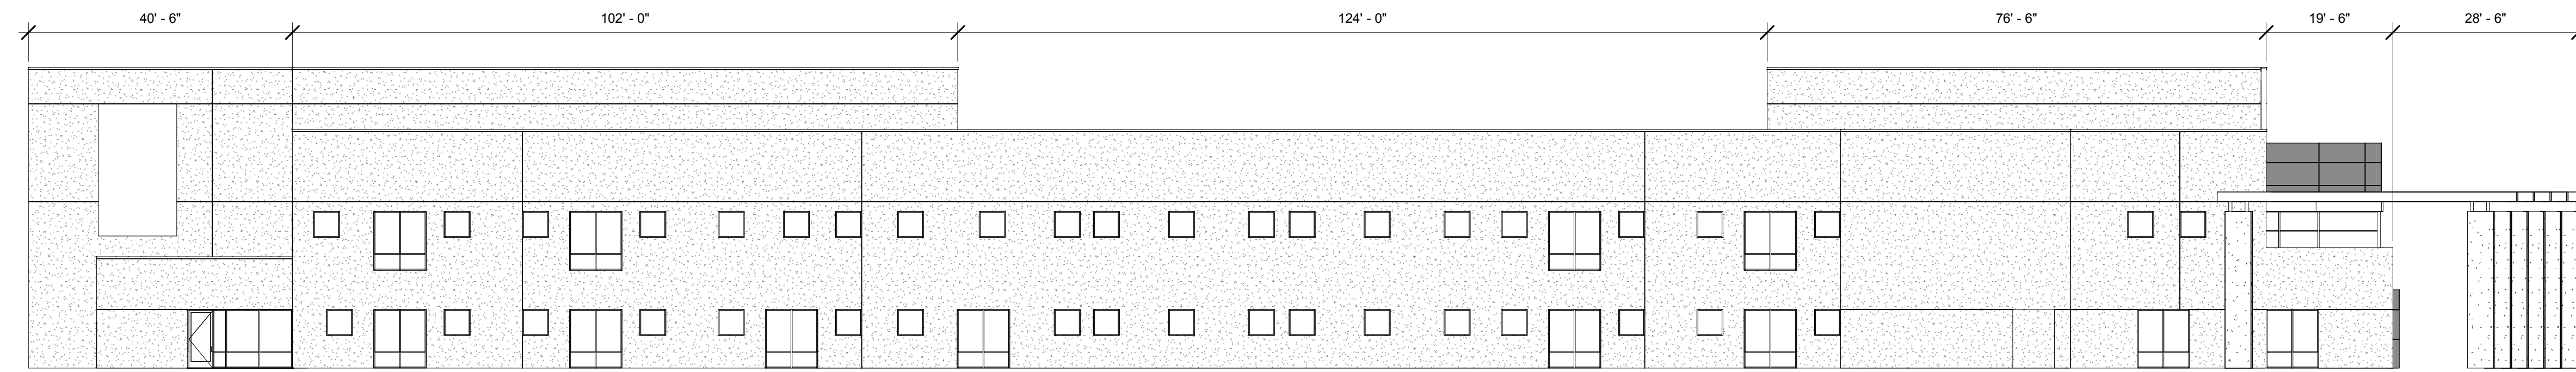 40' - 6"
102' - 0"
124' - 0"
76' - 6"
19' - 6"
28' - 6"